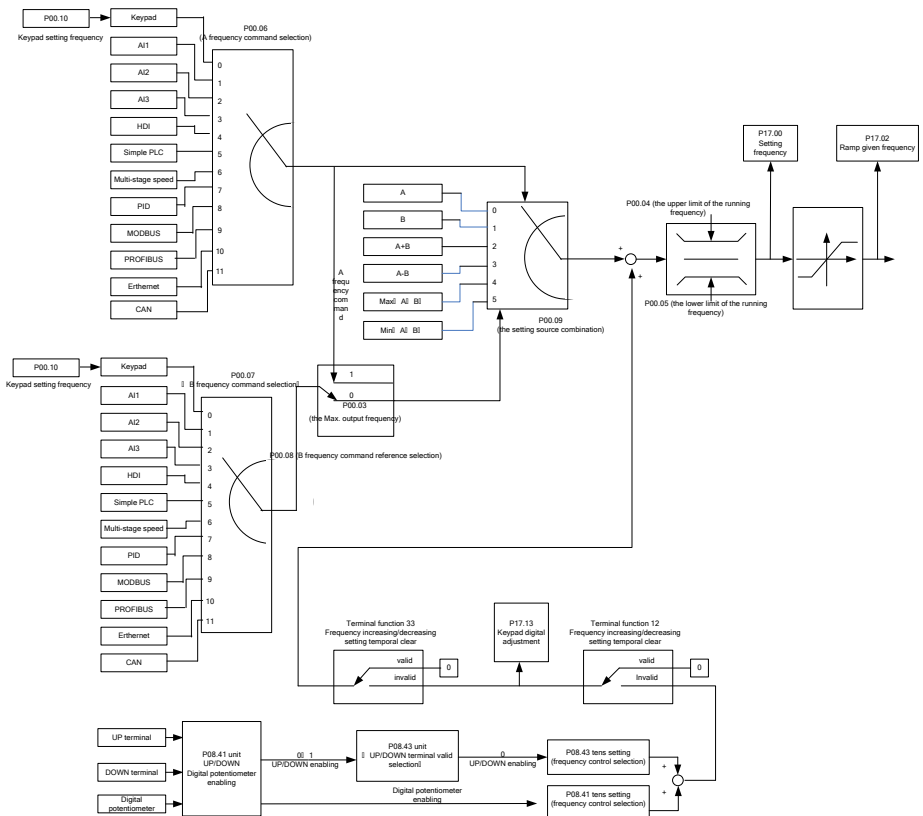 P00.10
Keypad setting frequency
Keypad
AI1
AI2
AI3
HDI
Simple PLC
Multi-stage speed
PID
MODBUS
PROFIBUS
Erthernet
CAN
P00.06
(A frequency command selection)
0
1
2
3
4
5
6
7
8
9
10
11
A
frequ
ency
com
man
d
A
B
A+B
A-B
Max A B
Min A B
0
1
2
3
4
5
P00.09
(the setting source combination)
+
+
P00.04 (the upper limit of the running
frequency)
P00.05 (the lower limit of the running
frequency)
P17.00
Setting
frequency
P17.02
Ramp given frequency
P00.10
Keypad setting frequency
Keypad
AI1
AI2
AI3
HDI
Simple PLC
Multi-stage speed
PID
MODBUS
PROFIBUS
Erthernet
CAN
P00.07
B frequency command selection
0
1
2
3
4
5
6
7
8
9
10
11
1
0
P00.03
(the Max. output frequency)
P00.08 (B frequency command reference selection)
Terminal function 33
Frequency increasing/decreasing
setting temporal clear
valid
invalid
0
P17.13
Keypad digital
adjustment
Terminal function 12
Frequency increasing/decreasing
setting temporal clear
valid
Invalid
0
UP terminal
DOWN terminal
Digital
potentiometer
P08.41 unit
UP/DOWN
Digital potentiometer
enabling
0 1
UP/DOWN enabling
P08.43 unit
UP/DOWN terminal valid
selection
0
UP/DOWN enabling
P08.43 tens setting
(frequency control selection)
Digital potentiometer
enabling
P08.41 tens setting
(frequency control selection)
+
+